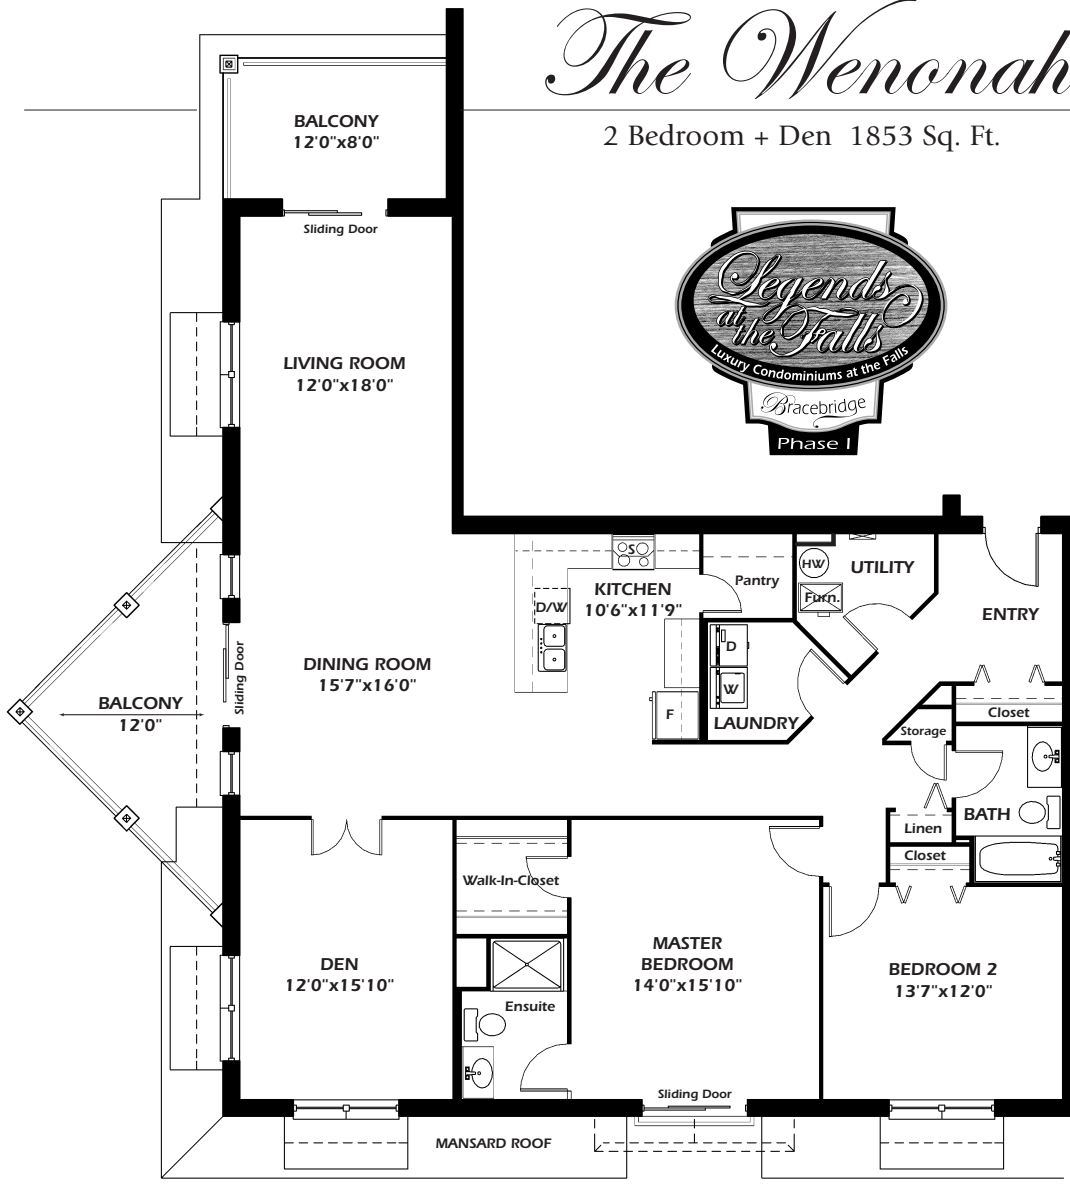 The Wenonah
2 Bedroom + Den 1853 Sq. Ft.
Legends
at
the Falls
Luxury Condominiums at the Falls
Bracebridge
Phase I
BALCONY
12'0"x8'0"
Sliding Door
LIVING ROOM
12'0"x18'0"
S
KITCHEN
10'6"x11'9"
D/W
Pantry
HW
UTILITY
Furn.
ENTRY
DINING ROOM
15'7"x16'0"
Sliding Door
BALCONY
12'0"
F
D
W
LAUNDRY
Closet
Storage
BATH
Linen
Closet
Walk-In-Closet
DEN
12'0"x15'10"
Ensuite
MASTER
BEDROOM
14'0"x15'10"
BEDROOM 2
13'7"x12'0"
Sliding Door
MANSARD ROOF